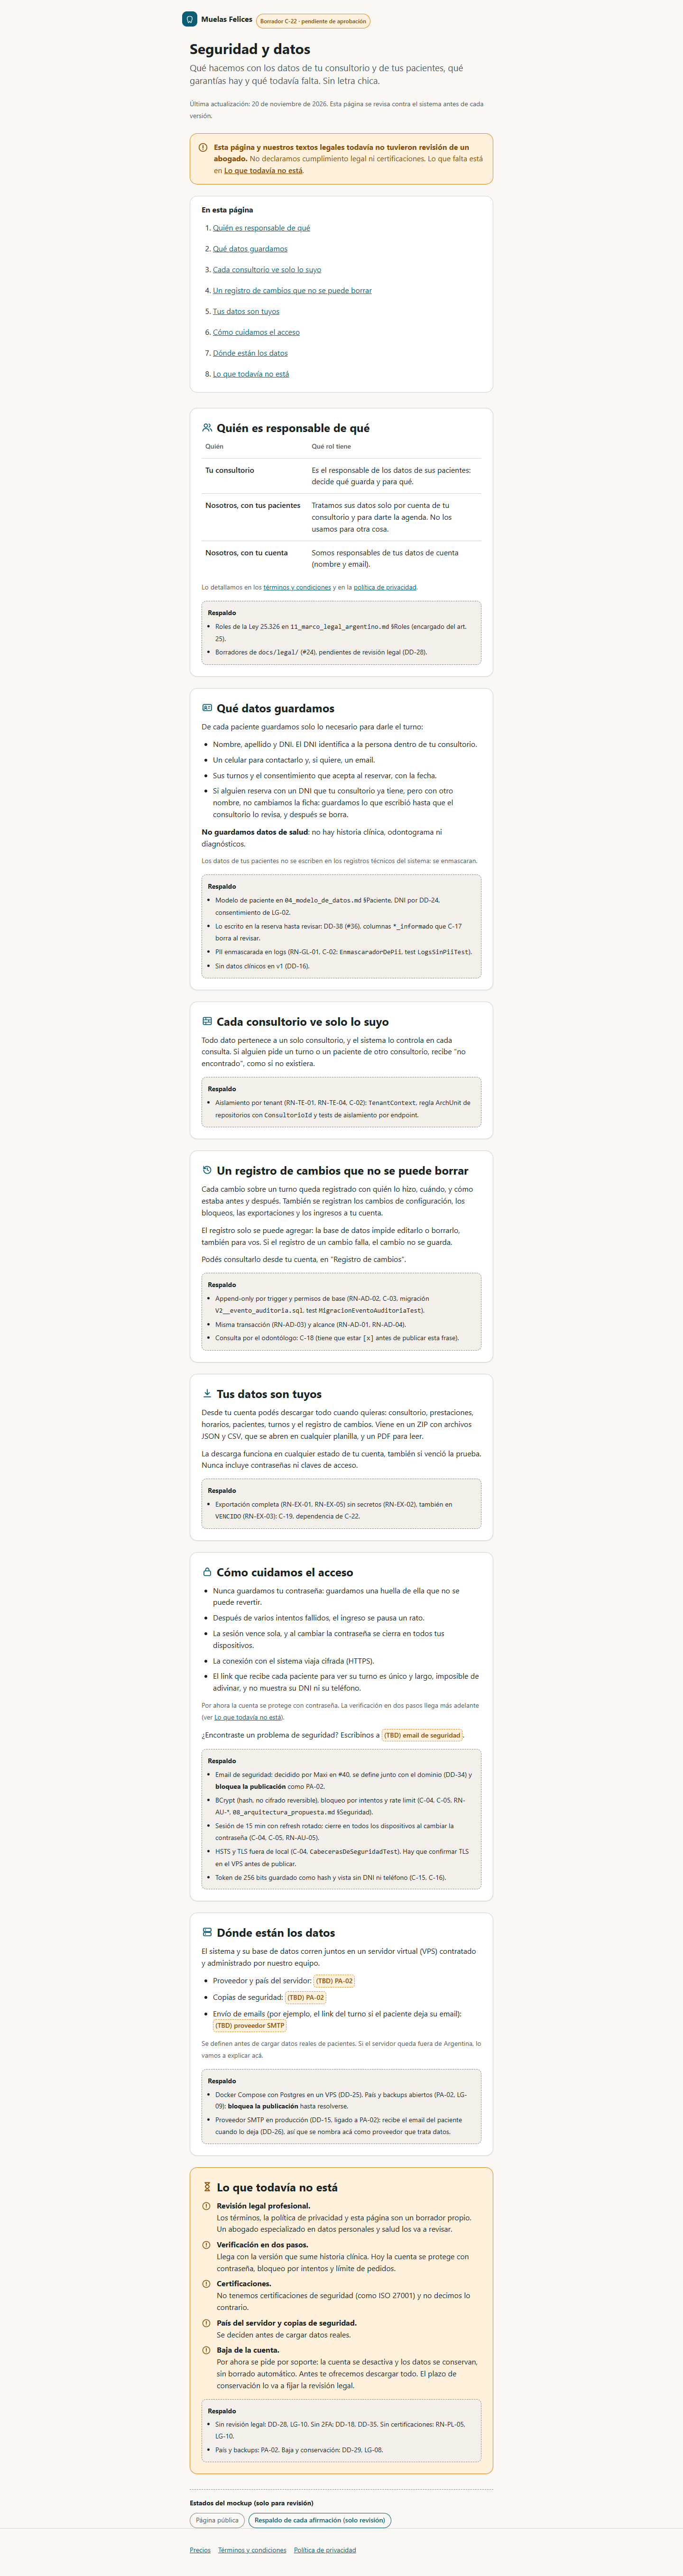 Muelas Felices
Borrador C-22 · pendiente de aprobación
Seguridad y datos
Qué hacemos con los datos de tu consultorio y de tus pacientes, qué
garantías hay y qué todavía falta. Sin letra chica.
Última actualización: 20 de noviembre de 2026. Esta página se revisa contra el sistema antes de cada
versión.
Esta página y nuestros textos legales todavía no tuvieron revisión de un
abogado. No declaramos cumplimiento legal ni certificaciones. Lo que falta está
en Lo que todavía no está.
En esta página
1. Quién es responsable de qué
2. Qué datos guardamos
3. Cada consultorio ve solo lo suyo
4. Un registro de cambios que no se puede borrar
5. Tus datos son tuyos
6. Cómo cuidamos el acceso
7. Dónde están los datos
8. Lo que todavía no está
Quién es responsable de qué
Quién
Qué rol tiene
Tu consultorio
Es el responsable de los datos de sus pacientes:
decide qué guarda y para qué.
Nosotros, con tus pacientes
Tratamos sus datos solo por cuenta de tu
consultorio y para darte la agenda. No los
usamos para otra cosa.
Nosotros, con tu cuenta
Somos responsables de tus datos de cuenta
(nombre y email).
Lo detallamos en los términos y condiciones y en la política de privacidad.
Respaldo
• Roles de la Ley 25.326 en 11_marco_legal_argentino.md §Roles (encargado del art.
25).
• Borradores de docs/legal/ (#24), pendientes de revisión legal (DD-28).
Qué datos guardamos
De cada paciente guardamos solo lo necesario para darle el turno:
• Nombre, apellido y DNI. El DNI identifica a la persona dentro de tu consultorio.
• Un celular para contactarlo y, si quiere, un email.
• Sus turnos y el consentimiento que acepta al reservar, con la fecha.
• Si alguien reserva con un DNI que tu consultorio ya tiene, pero con otro
nombre, no cambiamos la ficha: guardamos lo que escribió hasta que el
consultorio lo revisa, y después se borra.
No guardamos datos de salud: no hay historia clínica, odontograma ni
diagnósticos.
Los datos de tus pacientes no se escriben en los registros técnicos del sistema: se enmascaran.
Respaldo
• Modelo de paciente en 04_modelo_de_datos.md §Paciente, DNI por DD-24,
consentimiento de LG-02.
• Lo escrito en la reserva hasta revisar: DD-38 (#36), columnas *_informado que C-17
borra al revisar.
• PII enmascarada en logs (RN-GL-01, C-02: EnmascaradorDePii, test LogsSinPiiTest).
• Sin datos clínicos en v1 (DD-16).
Cada consultorio ve solo lo suyo
Todo dato pertenece a un solo consultorio, y el sistema lo controla en cada
consulta. Si alguien pide un turno o un paciente de otro consultorio, recibe "no
encontrado", como si no existiera.
Respaldo
• Aislamiento por tenant (RN-TE-01, RN-TE-04, C-02): TenantContext, regla ArchUnit de
repositorios con ConsultorioId y tests de aislamiento por endpoint.
Un registro de cambios que no se puede borrar
Cada cambio sobre un turno queda registrado con quién lo hizo, cuándo, y cómo
estaba antes y después. También se registran los cambios de configuración, los
bloqueos, las exportaciones y los ingresos a tu cuenta.
El registro solo se puede agregar: la base de datos impide editarlo o borrarlo,
también para vos. Si el registro de un cambio falla, el cambio no se guarda.
Podés consultarlo desde tu cuenta, en "Registro de cambios".
Respaldo
• Append-only por trigger y permisos de base (RN-AD-02, C-03, migración
V2__evento_auditoria.sql, test MigracionEventoAuditoriaTest).
• Misma transacción (RN-AD-03) y alcance (RN-AD-01, RN-AD-04).
• Consulta por el odontólogo: C-18 (tiene que estar [x] antes de publicar esta frase).
Tus datos son tuyos
Desde tu cuenta podés descargar todo cuando quieras: consultorio, prestaciones,
horarios, pacientes, turnos y el registro de cambios. Viene en un ZIP con archivos
JSON y CSV, que se abren en cualquier planilla, y un PDF para leer.
La descarga funciona en cualquier estado de tu cuenta, también si venció la prueba.
Nunca incluye contraseñas ni claves de acceso.
Respaldo
• Exportación completa (RN-EX-01, RN-EX-05) sin secretos (RN-EX-02), también en
VENCIDO (RN-EX-03): C-19, dependencia de C-22.
Cómo cuidamos el acceso
• Nunca guardamos tu contraseña: guardamos una huella de ella que no se
puede revertir.
• Después de varios intentos fallidos, el ingreso se pausa un rato.
• La sesión vence sola, y al cambiar la contraseña se cierra en todos tus
dispositivos.
• La conexión con el sistema viaja cifrada (HTTPS).
• El link que recibe cada paciente para ver su turno es único y largo, imposible de
adivinar, y no muestra su DNI ni su teléfono.
Por ahora la cuenta se protege con contraseña. La verificación en dos pasos llega más adelante
(ver Lo que todavía no está).
¿Encontraste un problema de seguridad? Escribinos a (TBD) email de seguridad.
Respaldo
• Email de seguridad: decidido por Maxi en #40, se define junto con el dominio (DD-34) y
bloquea la publicación como PA-02.
• BCrypt (hash, no cifrado reversible), bloqueo por intentos y rate limit (C-04, C-05, RN-
AU-*, 08_arquitectura_propuesta.md §Seguridad).
• Sesión de 15 min con refresh rotado; cierre en todos los dispositivos al cambiar la
contraseña (C-04, C-05, RN-AU-05).
• HSTS y TLS fuera de local (C-04, CabecerasDeSeguridadTest). Hay que confirmar TLS
en el VPS antes de publicar.
• Token de 256 bits guardado como hash y vista sin DNI ni teléfono (C-15, C-16).
Dónde están los datos
El sistema y su base de datos corren juntos en un servidor virtual (VPS) contratado
y administrado por nuestro equipo.
• Proveedor y país del servidor: (TBD) PA-02
• Copias de seguridad: (TBD) PA-02
• Envío de emails (por ejemplo, el link del turno si el paciente deja su email):
(TBD) proveedor SMTP
Se definen antes de cargar datos reales de pacientes. Si el servidor queda fuera de Argentina, lo
vamos a explicar acá.
Respaldo
• Docker Compose con Postgres en un VPS (DD-25). País y backups abiertos (PA-02, LG-
09): bloquea la publicación hasta resolverse.
• Proveedor SMTP en producción (DD-15, ligado a PA-02): recibe el email del paciente
cuando lo deja (DD-26), así que se nombra acá como proveedor que trata datos.
Lo que todavía no está
Revisión legal profesional.
Los términos, la política de privacidad y esta página son un borrador propio.
Un abogado especializado en datos personales y salud los va a revisar.
Verificación en dos pasos.
Llega con la versión que sume historia clínica. Hoy la cuenta se protege con
contraseña, bloqueo por intentos y límite de pedidos.
Certificaciones.
No tenemos certificaciones de seguridad (como ISO 27001) y no decimos lo
contrario.
País del servidor y copias de seguridad.
Se deciden antes de cargar datos reales.
Baja de la cuenta.
Por ahora se pide por soporte: la cuenta se desactiva y los datos se conservan,
sin borrado automático. Antes te ofrecemos descargar todo. El plazo de
conservación lo va a fijar la revisión legal.
Respaldo
• Sin revisión legal: DD-28, LG-10. Sin 2FA: DD-18, DD-35. Sin certificaciones: RN-PL-05,
LG-10.
• País y backups: PA-02. Baja y conservación: DD-29, LG-08.
Estados del mockup (solo para revisión)
Página pública
Respaldo de cada afirmación (solo revisión)
Precios
Términos y condiciones
Política de privacidad